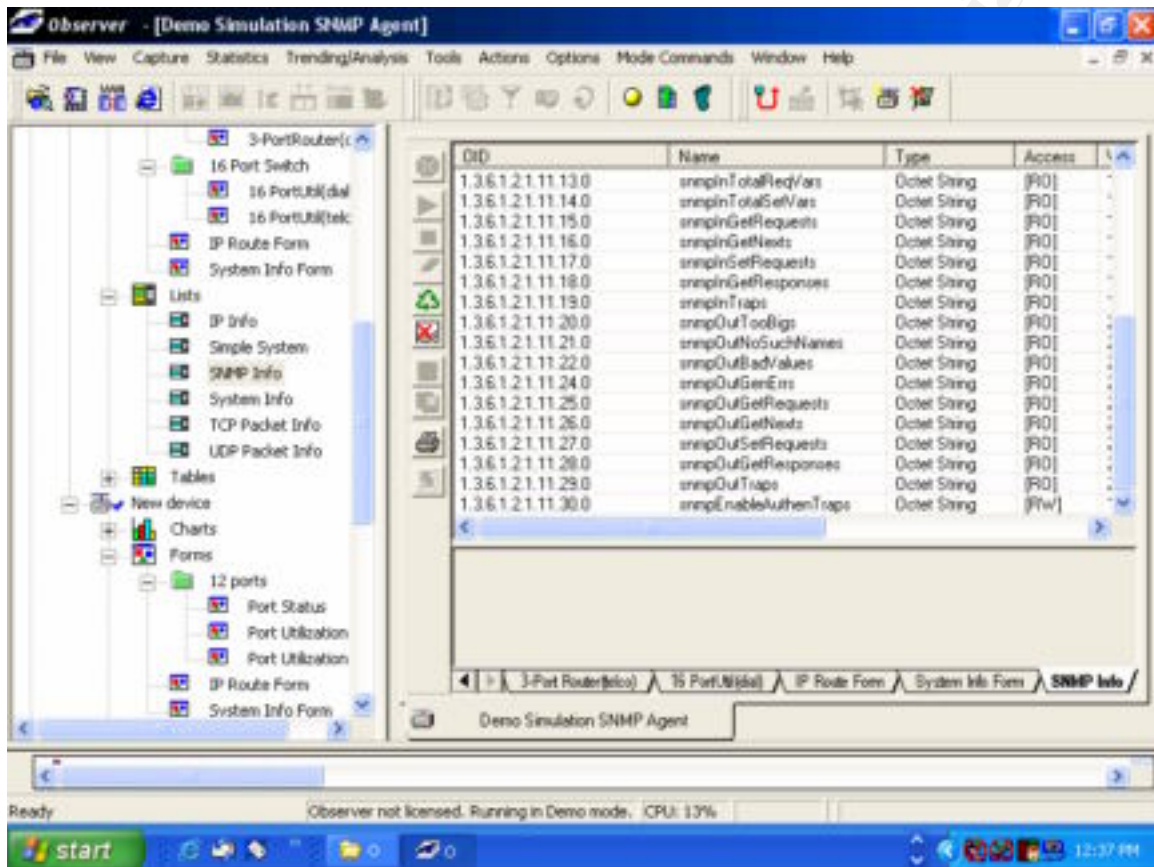 Observer - [Demo Simulation SNMP Agent]
File View Capture Statistics Trending/Analysis Tools Actions Options Mode Commands Window Help
3-PortRouter(
16 Port Switch
16 PortUtil(dial
16 PortUtil(telc
IP Route Form
System Info Form
Lists
IP Info
Simple System
SNMP Info
System Info
TCP Packet Info
UDP Packet Info
Tables
New device
Charts
Forms
12 ports
Port Status
Port Utilization
Port Utilization
IP Route Form
System Info Form
OID Name Type Access
1.3.6.1.2.1.11.13.0 snmpInTotalReqVars Octet String [RO]
1.3.6.1.2.1.11.14.0 snmpInTotalSetVars Octet String [RO]
1.3.6.1.2.1.11.15.0 snmpInGetRequests Octet String [RO]
1.3.6.1.2.1.11.16.0 snmpInGetNexts Octet String [RO]
1.3.6.1.2.1.11.17.0 snmpInSetRequests Octet String [RO]
1.3.6.1.2.1.11.18.0 snmpInGetResponses Octet String [RO]
1.3.6.1.2.1.11.19.0 snmpInTraps Octet String [RO]
1.3.6.1.2.1.11.20.0 snmpOutTooBigs Octet String [RO]
1.3.6.1.2.1.11.21.0 snmpOutNoSuchNames Octet String [RO]
1.3.6.1.2.1.11.22.0 snmpOutBadValues Octet String [RO]
1.3.6.1.2.1.11.24.0 snmpOutGenErrs Octet String [RO]
1.3.6.1.2.1.11.25.0 snmpOutGetRequests Octet String [RO]
1.3.6.1.2.1.11.26.0 snmpOutGetNexts Octet String [RO]
1.3.6.1.2.1.11.27.0 snmpOutSetRequests Octet String [RO]
1.3.6.1.2.1.11.28.0 snmpOutGetResponses Octet String [RO]
1.3.6.1.2.1.11.29.0 snmpOutTraps Octet String [RO]
1.3.6.1.2.1.11.30.0 snmpEnableAuthenTraps Octet String [RW]
3-Port Router(telco) 16 PortUtil(dial) IP Route Form System Info Form SNMP Info
Demo Simulation SNMP Agent
Ready Observer not licensed. Running in Demo mode. CPU: 13%
start o o 12:37 PM